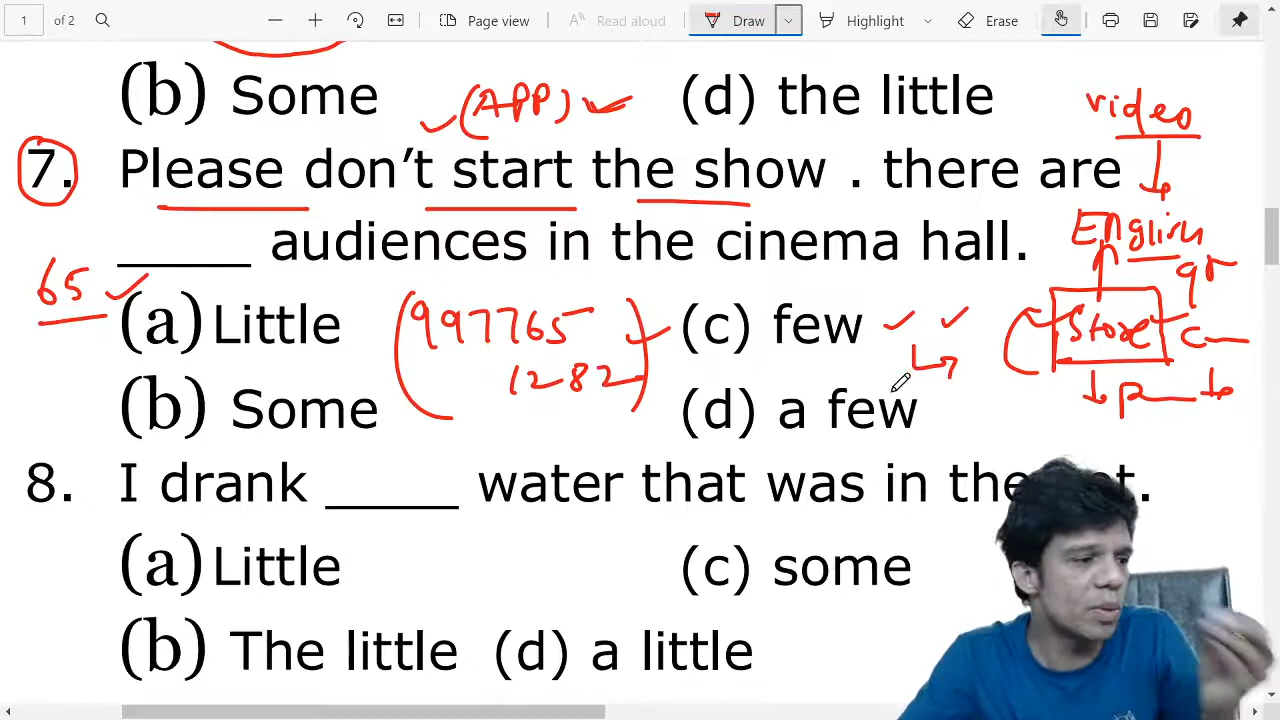 1 of 2 Page view Read aloud Draw Highlight Erase
(b) Some (d) the little
(APP) video
7. Please don’t start the show . there are
____ audiences in the cinema hall.
English
65
(a) Little (c) few
997765
1282
Store
(b) Some (d) a few
8. I drank ____ water that was in the
(a) Little (c) some
(b) The little (d) a little